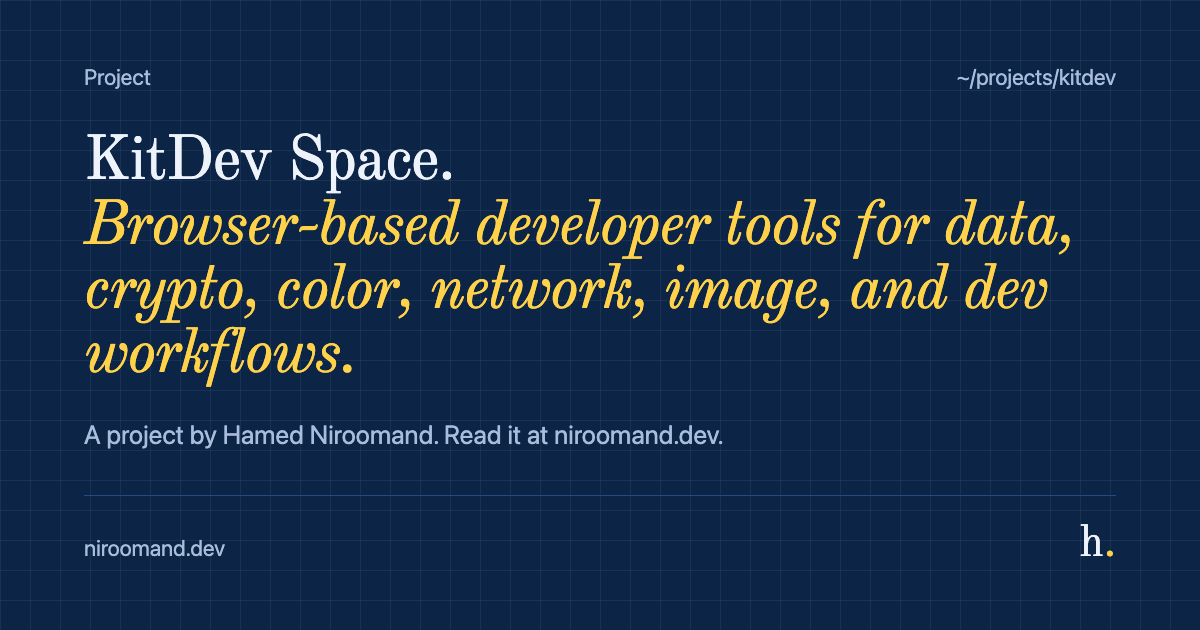 Project
~/projects/kitdev
KitDev Space.
Browser-based developer tools for data,
crypto, color, network, image, and dev
workflows.
A project by Hamed Niroomand. Read it at niroomand.dev.
niroomand.dev
h.